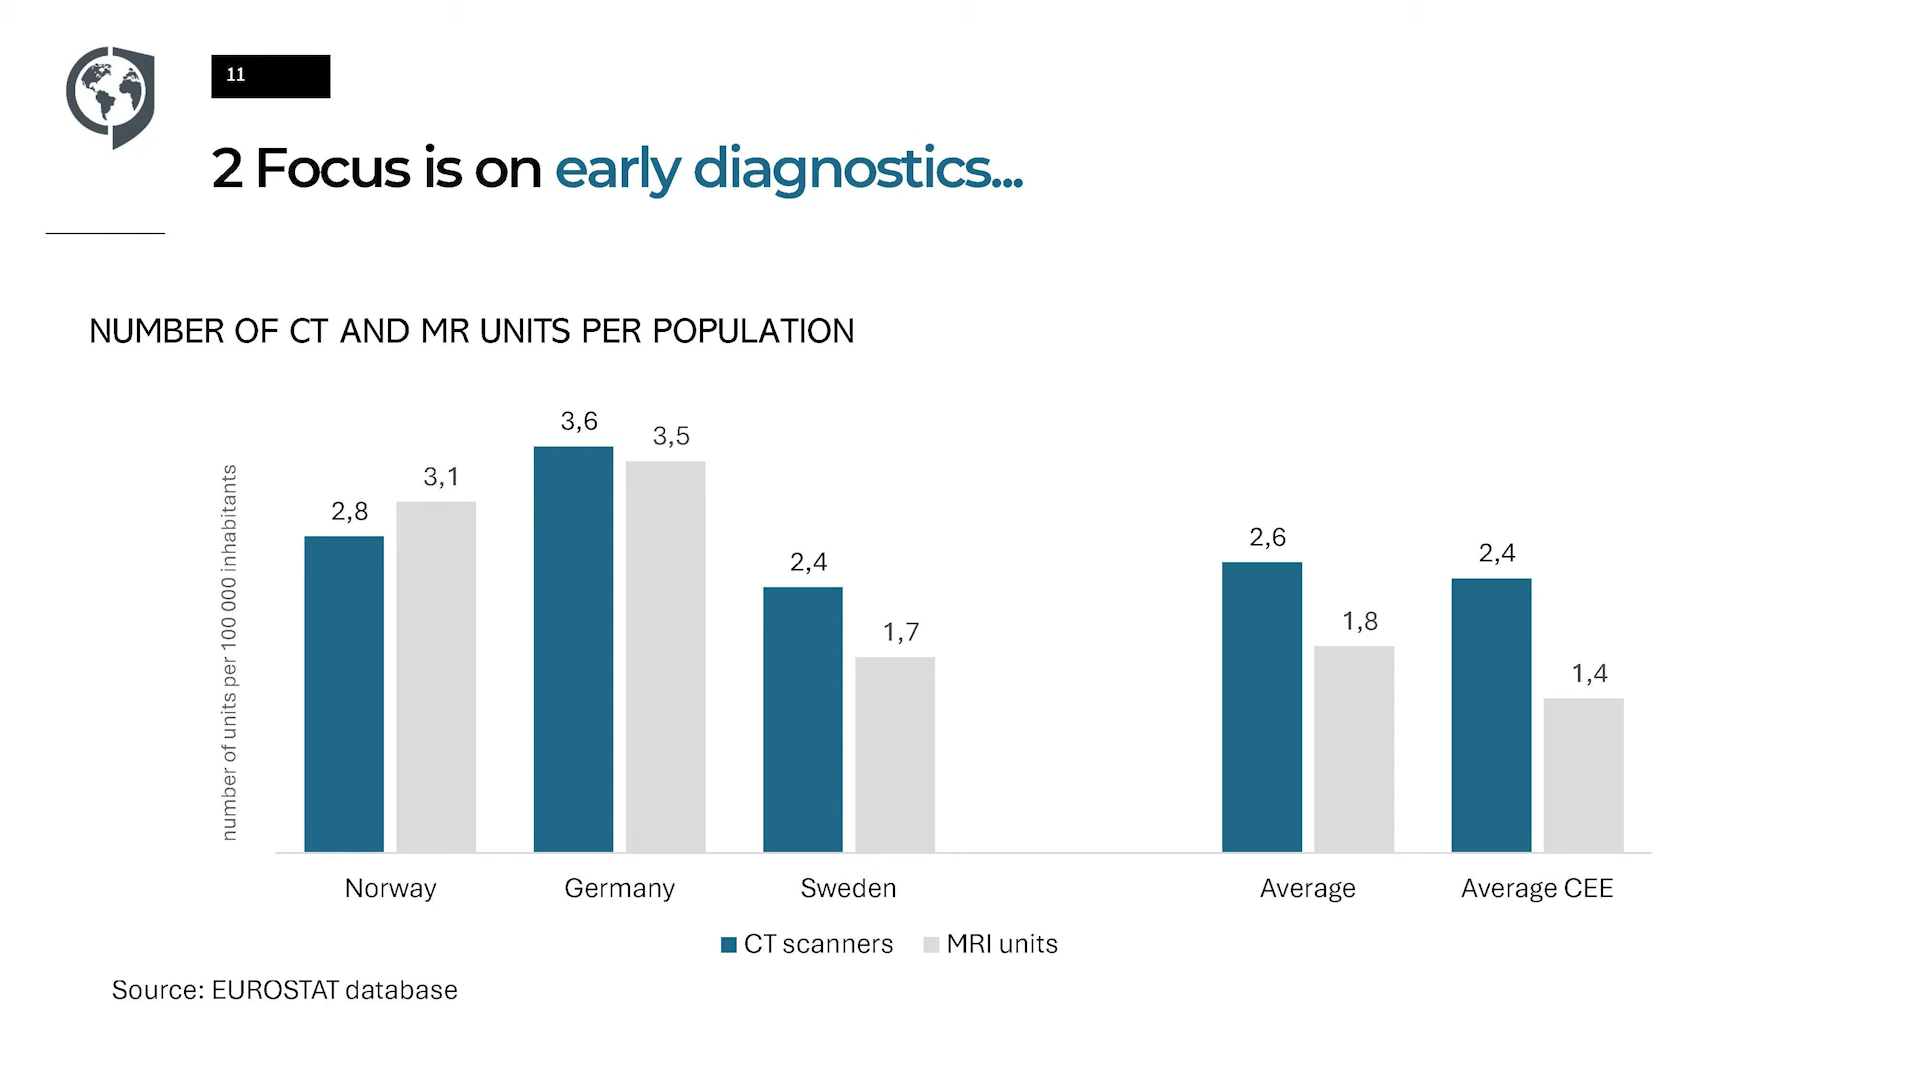 11
2 Focus is on early diagnostics...
NUMBER OF CT AND MR UNITS PER POPULATION
number of units per 100 000 inhabitants
2,8
3,1
3,6
3,5
2,4
1,7
2,6
1,8
2,4
1,4
Norway
Germany
Sweden
Average
Average CEE
CT scanners
MRI units
Source: EUROSTAT database